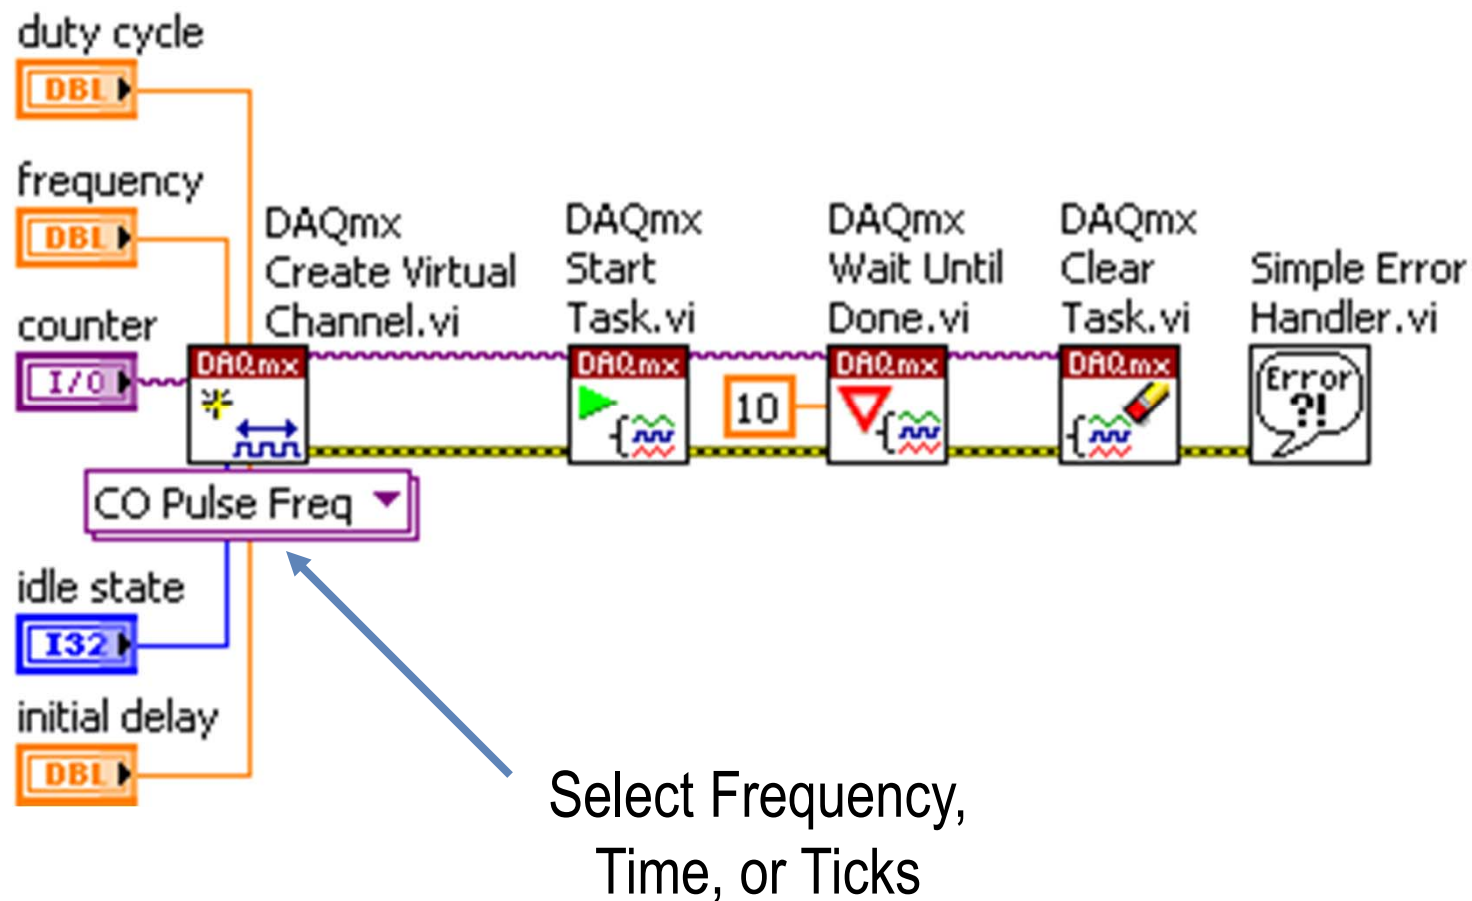 duty cycle
DBL
frequency
DBL
counter
I/O
DAQmx
Create Virtual
Channel.vi
DAQmx
DAQmx
Start
Task.vi
DAQmx
10
DAQmx
Wait Until
Done.vi
DAQmx
DAQmx
Clear
Task.vi
DAQmx
Simple Error
Handler.vi
Error
?!
CO Pulse Freq
idle state
I32
initial delay
DBL
Select Frequency,
Time, or Ticks